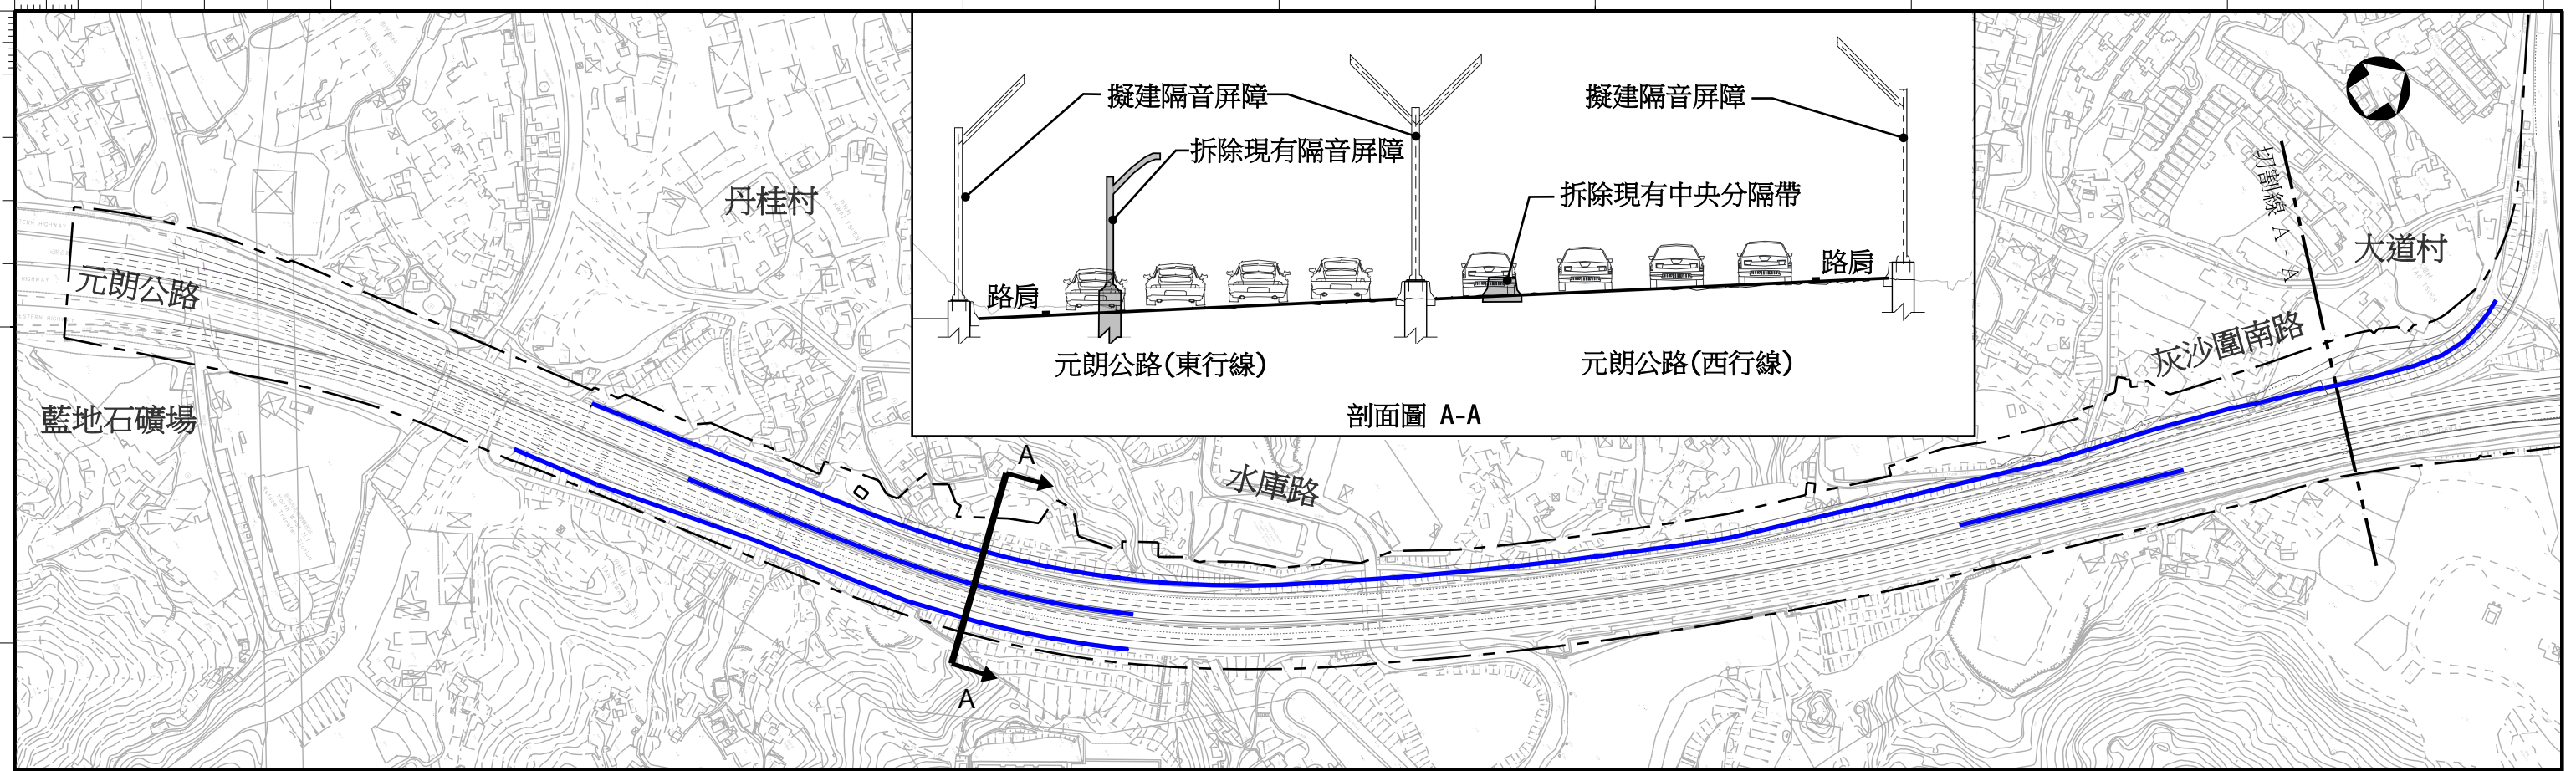 擬建隔音屏障
擬建隔音屏障
拆除現有隔音屏障
拆除現有中央分隔帶
路肩
路肩
元朗公路(東行線)
元朗公路(西行線)
剖面圖 A-A
丹桂村
元朗公路
藍地石礦場
A
A
水庫路
切割線 A-A
大道村
灰沙圍南路